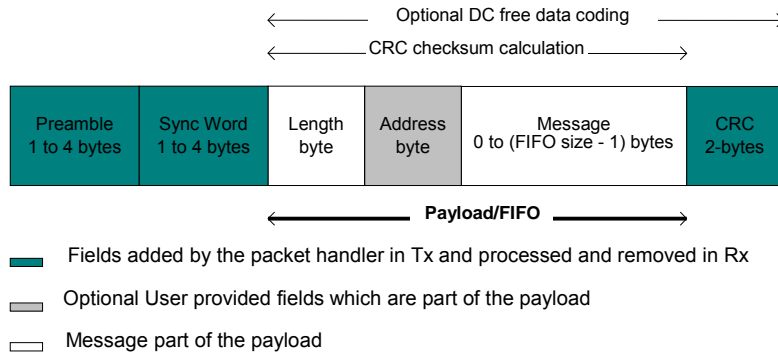 Optional DC free data coding
CRC checksum calculation
Preamble
1 to 4 bytes
Sync Word
1 to 4 bytes
Length
byte
Address
byte
Message
0 to (FIFO size - 1) bytes
CRC
2-bytes
Payload/FIFO
Fields added by the packet handler in Tx and processed and removed in Rx
Optional User provided fields which are part of the payload
Message part of the payload